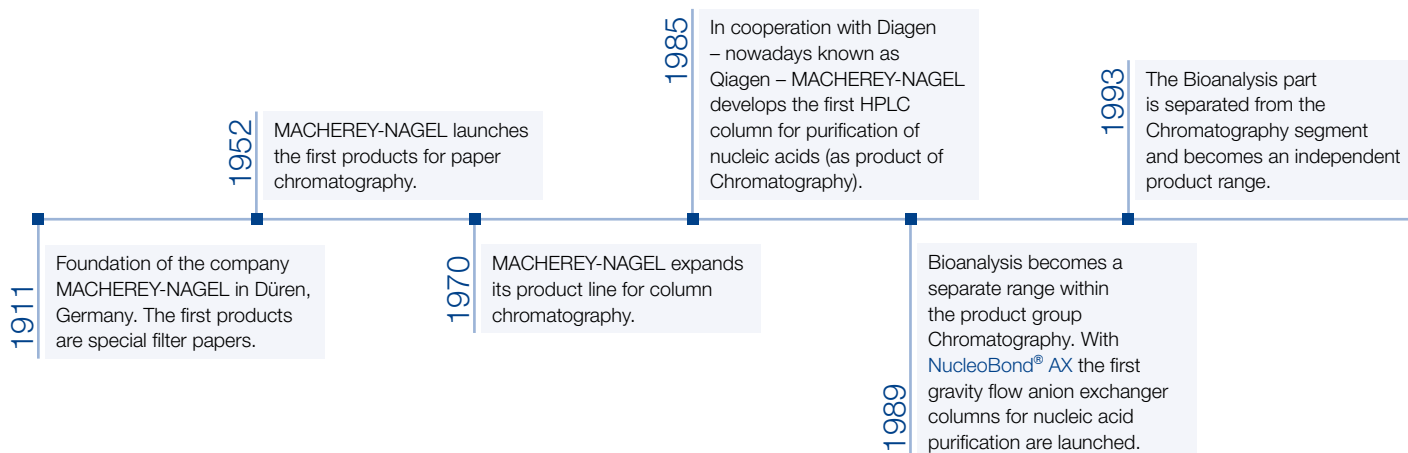 1911
Foundation of the company
MACHEREY-NAGEL in Düren,
Germany. The first products
are special filter papers.
1952
MACHEREY-NAGEL launches
the first products for paper
chromatography.
1970
MACHEREY-NAGEL expands
its product line for column
chromatography.
1985
In cooperation with Diagen
– nowadays known as
Qiagen – MACHEREY-NAGEL
develops the first HPLC
column for purification of
nucleic acids (as product of
Chromatography).
1989
Bioanalysis becomes a
separate range within
the product group
Chromatography. With
NucleoBond® AX the first
gravity flow anion exchanger
columns for nucleic acid
purification are launched.
1993
The Bioanalysis part
is separated from the
Chromatography segment
and becomes an independent
product range.